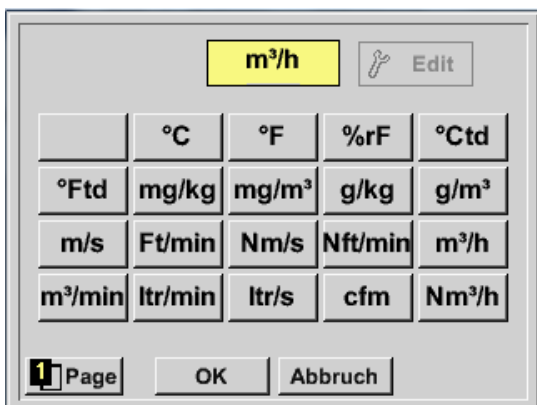 m³/h Edit
°C °F %rF °Ctd
°Ftd mg/kg mg/m³ g/kg g/m³
m/s Ft/min Nm/s Nft/min m³/h
m³/min ltr/min ltr/s cfm Nm³/h
1 Page OK Abbruch